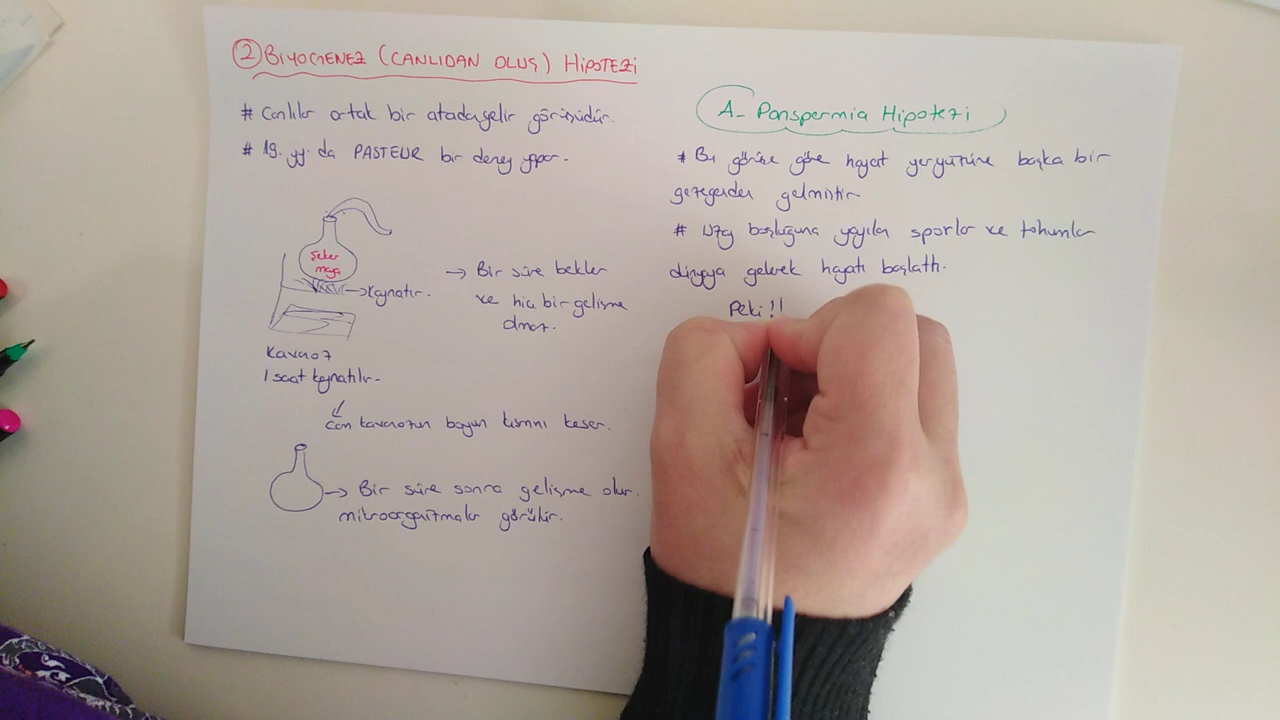 2 BİYOGENEZ (CANLIDAN OLUŞ) HİPOTEZİ
# Canlılar ortak bir atadan gelir görüşüdür.
# 19. yy. da PASTEUR bir deney yapar.
Şeker
maya
→ Kaynatır.
→ Bir süre bekler
ve hiç bir gelişme
olmaz.
Kavanoz
1 saat kaynatılır.
Cam kavanozun boyun kısmını keser.
→ Bir süre sonra gelişme olur.
mikroorganizmalar görülür.
A- Panspermia Hipotezi
# Bu görüşe göre hayat yeryüzüne başka bir
gezegenden gelmiştir
# Uzay boşluğuna yayılan sporlar ve tohumlar
dünyaya gelerek hayatı başlattı.
Peki!!